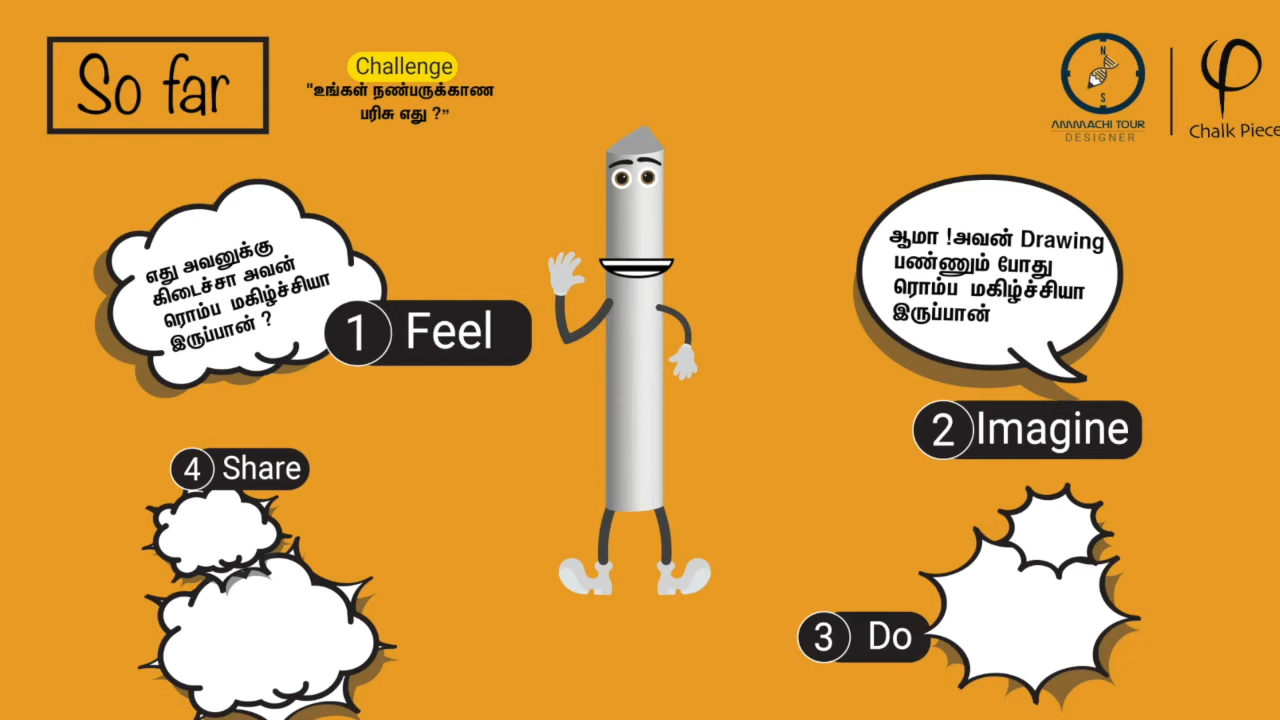 So far
Challenge
"உங்கள் நண்பருக்காண
பரிசு எது ?”
N
S
AMMACHI TOUR
DESIGNER
Chalk Piece
எது அவனுக்கு
கிடைச்சா அவன்
ரொம்ப மகிழ்ச்சியா
இருப்பான் ?
1 Feel
ஆமா !அவன் Drawing
பண்ணும் போது
ரொம்ப மகிழ்ச்சியா
இருப்பான்
2 Imagine
4 Share
3 Do